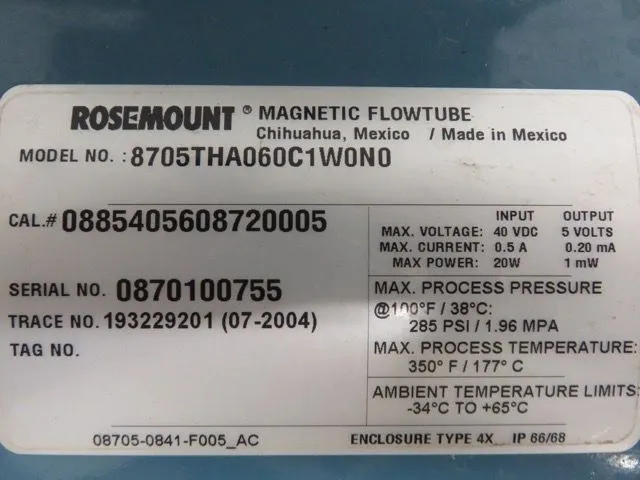 ROSEMOUNT ® MAGNETIC FLOWTUBE
Chihuahua, Mexico / Made in Mexico
MODEL NO. : 8705THA060C1W0N0
CAL.# 0885405608720005
SERIAL NO. 0870100755
TRACE NO. 193229201 (07-2004)
TAG NO.
INPUT OUTPUT
MAX. VOLTAGE: 40 VDC 5 VOLTS
MAX. CURRENT: 0.5 A 0.20 mA
MAX POWER: 20W 1 mW
MAX. PROCESS PRESSURE
@100°F / 38°C:
285 PSI / 1.96 MPA
MAX. PROCESS TEMPERATURE:
350° F / 177° C
AMBIENT TEMPERATURE LIMITS:
-34°C TO +65°C
08705-0841-F005_AC
ENCLOSURE TYPE 4X IP 66/68